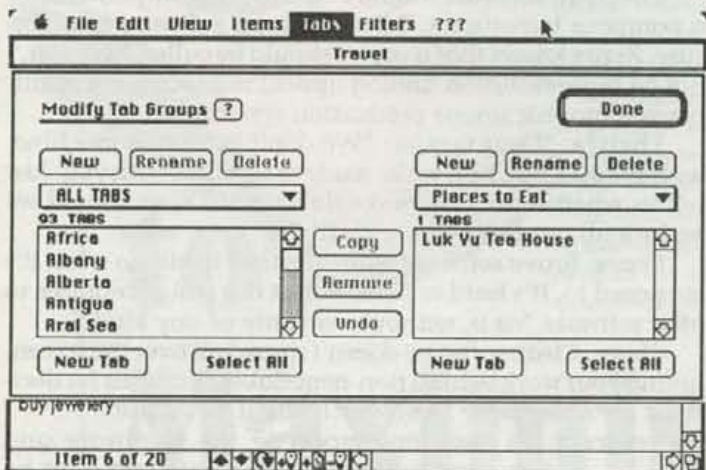 File Edit View Items Tabs Filters ???
Travel
Modify Tab Groups ? Done
New Rename Delete New Rename Delete
ALL TABS Places to Eat
93 TABS 1 TABS
Africa Luk Yu Tea House
Albany
Alberta
Antigua
Aral Sea
Copy
Remove
Undo
New Tab Select All New Tab Select All
buy jewelery
Item 6 of 20